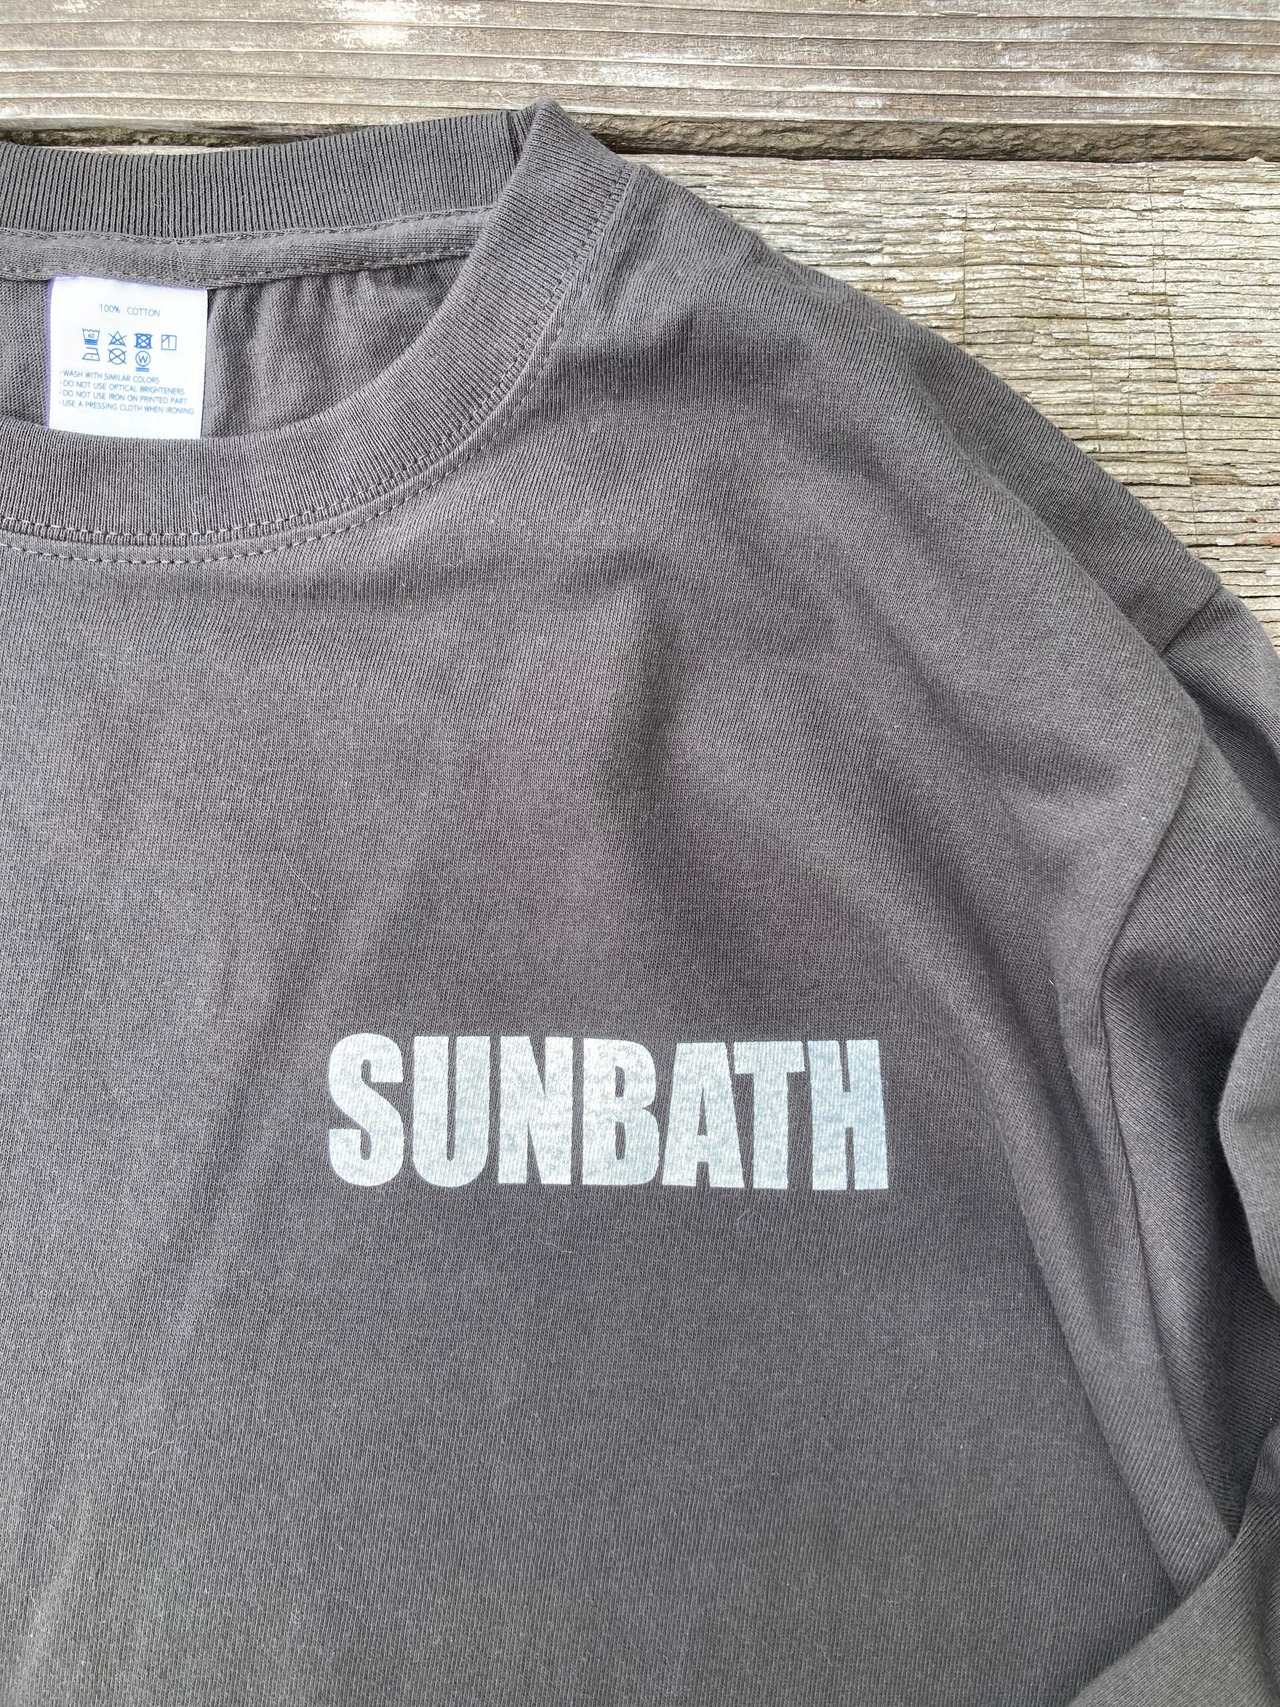 100% COTTON
40
W
·WASH WITH SIMILAR COLORS
·DO NOT USE OPTICAL BRIGHTENERS
·DO NOT USE IRON ON PRINTED PART
·USE A PRESSING CLOTH WHEN IRONING
SUNBATH